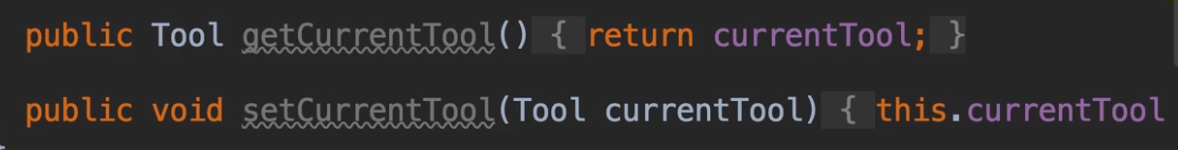 public Tool getCurrentTool() { return currentTool; }
public void setCurrentTool(Tool currentTool) { this.currentTool